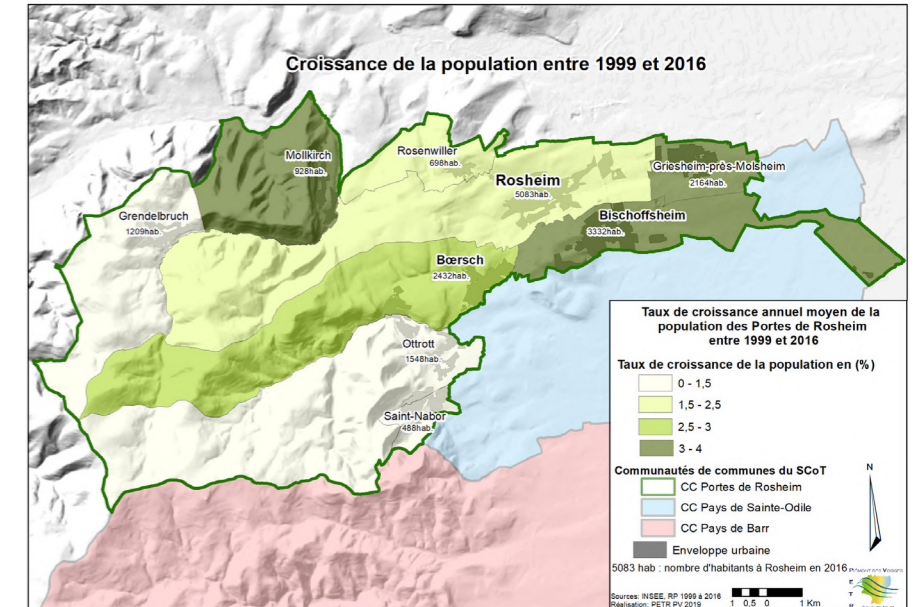 Croissance de la population entre 1999 et 2016
Mollkirch
928hab.
Rosenwiller
698hab.
Rosheim
5083hab.
Griesheim-près-Molsheim
2164hab.
Grendelbruch
1209hab.
Bischoffsheim
3332hab.
Bœrsch
2432hab.
Ottrott
1548hab.
Saint-Nabor
488hab.
Taux de croissance annuel moyen de la
population des Portes de Rosheim
entre 1999 et 2016
Taux de croissance de la population en (%)
0 - 1,5
1,5 - 2,5
2,5 - 3
3 - 4
Communautés de communes du SCoT
CC Portes de Rosheim
CC Pays de Sainte-Odile
CC Pays de Barr
Enveloppe urbaine
N
5083 hab : nombre d'habitants à Rosheim en 2016
Sources: INSEE, RP 1999 à 2016
Réalisation: PETR PV 2019
1 0,5 0 1 Km
PIÉMONT DES VOSGES